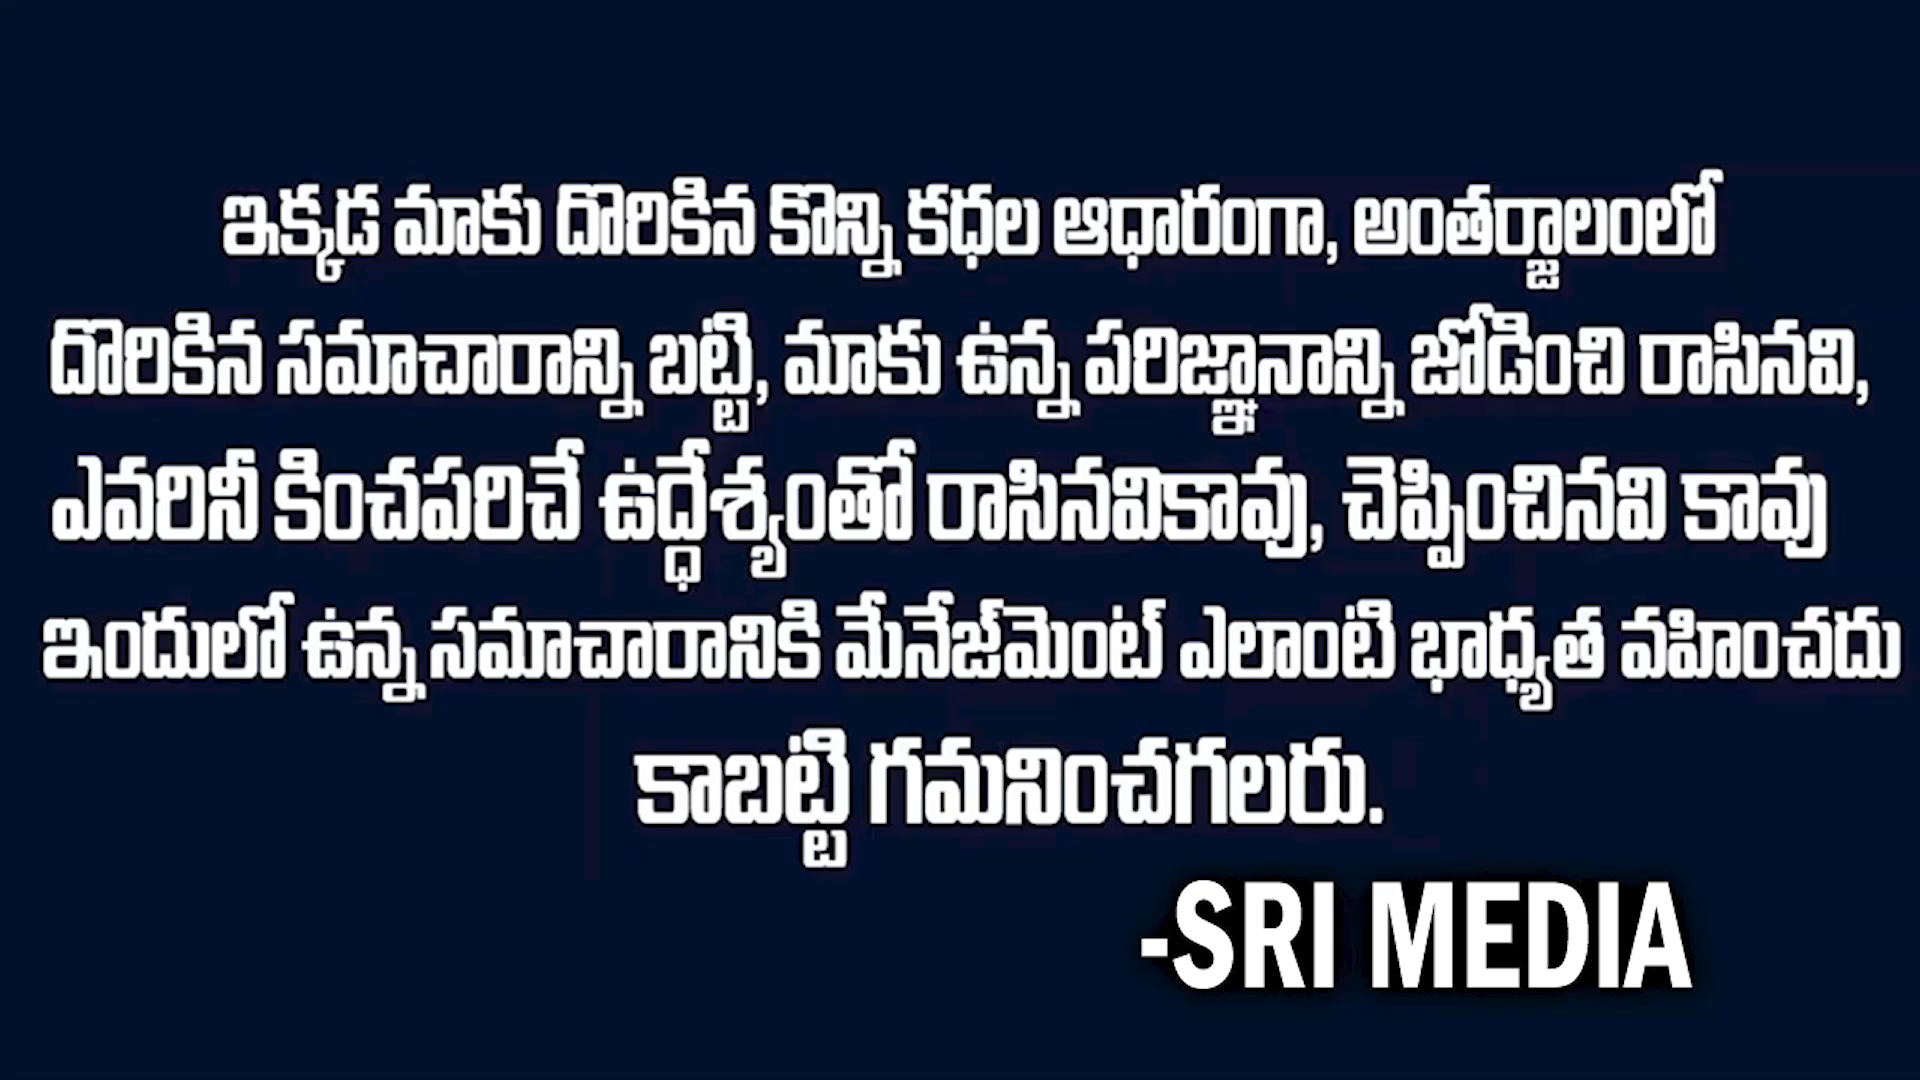 ఇక్కడ మాకు దొరికిన కొన్ని కధల ఆధారంగా, అంతర్జాలంలో
దొరికిన సమాచారాన్ని బట్టి, మాకు ఉన్న పరిజ్ఞానాన్ని జోడించి రాసినవి,
ఎవరినీ కించపరిచే ఉద్ధేశ్యంతో రాసినవికావు, చెప్పించినవి కావు
ఇందులో ఉన్న సమాచారానికి మేనేజ్‌మెంట్ ఎలాంటి భాధ్యత వహించదు
కాబట్టి గమనించగలరు.
-SRI MEDIA